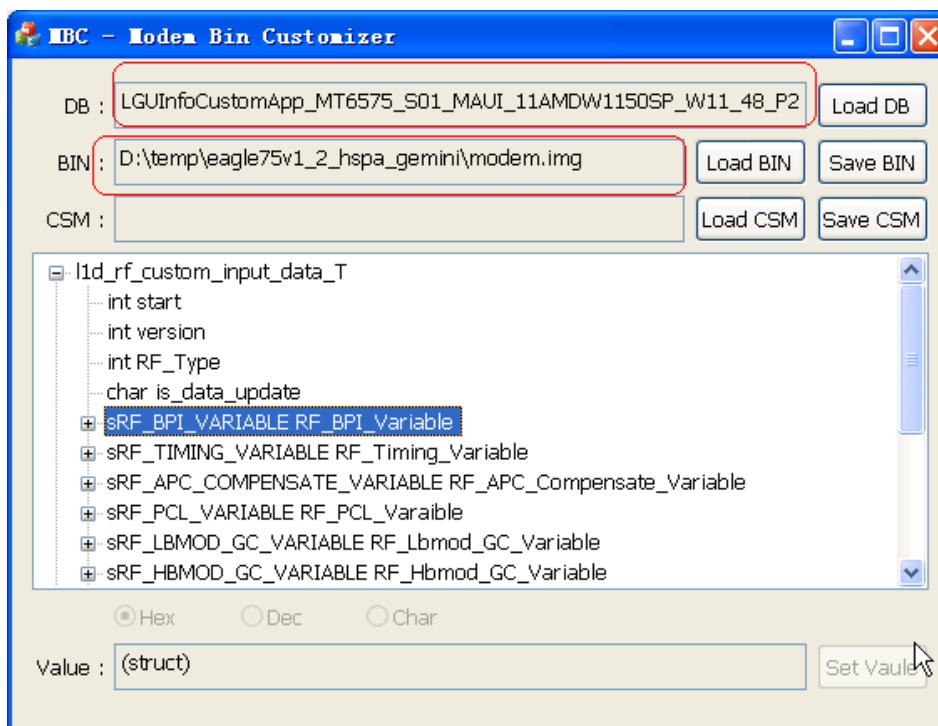 MBC - Modem Bin Customizer
DB : LGUInfoCustomApp_MT6575_S01_MAUI_11AMDW1150SP_W11_48_P2 Load DB
BIN : D:\temp\eagle75v1_2_hspa_gemini\modem.img Load BIN Save BIN
CSM : Load CSM Save CSM
l1d_rf_custom_input_data_T
int start
int version
int RF_Type
char is_data_update
sRF_BPI_VARIABLE RF_BPI_Variable
sRF_TIMING_VARIABLE RF_Timing_Variable
sRF_APC_COMPENSATE_VARIABLE RF_APC_Compensate_Variable
sRF_PCL_VARIABLE RF_PCL_Varaible
sRF_LBMOD_GC_VARIABLE RF_Lbmod_GC_Variable
sRF_HBMOD_GC_VARIABLE RF_Hbmod_GC_Variable
Hex Dec Char
Value : (struct) Set Vaule